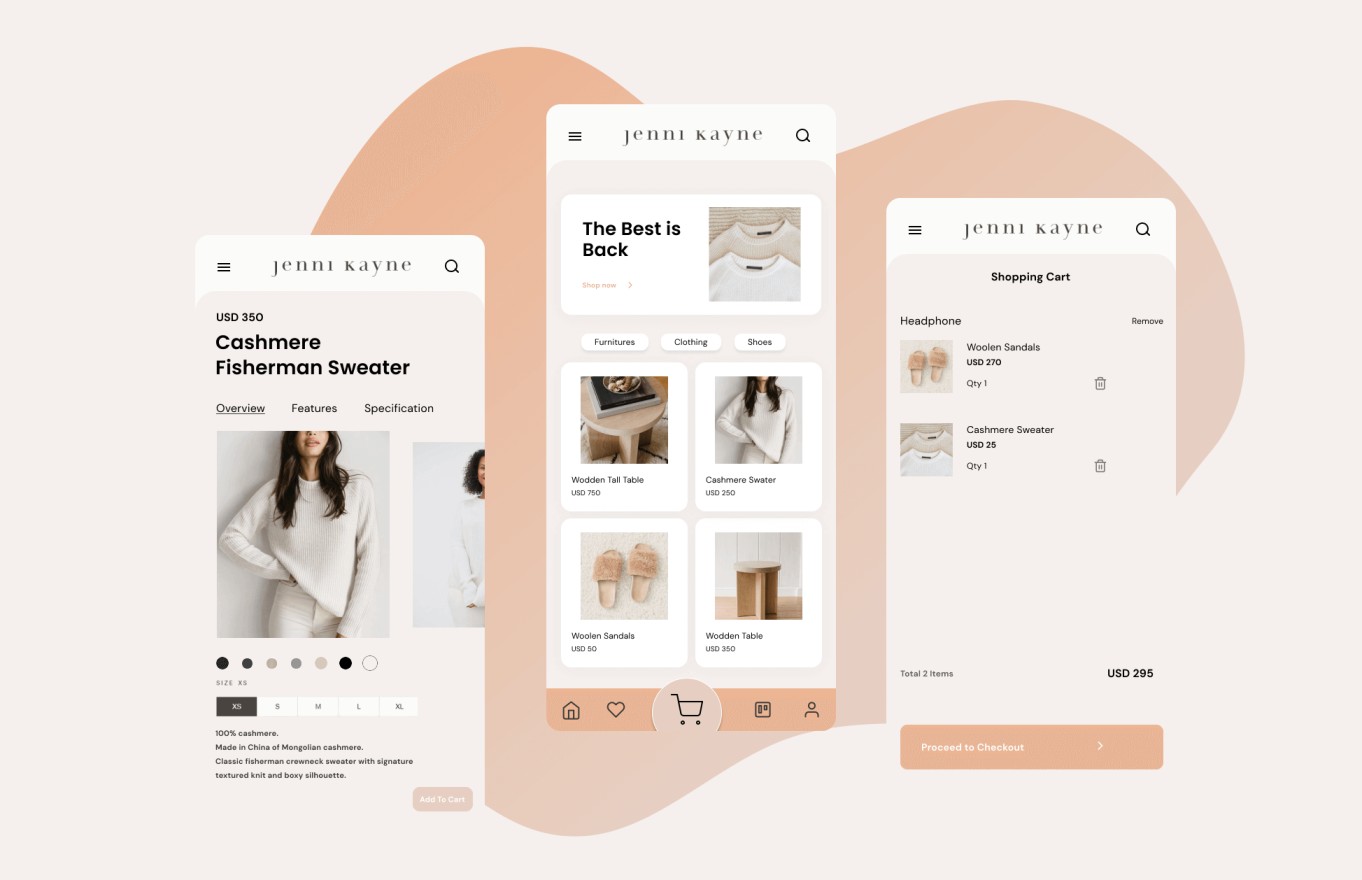 jenni kayne
USD 350
Cashmere
Fisherman Sweater
Overview Features Specification
SIZE XS
XS S M L XL
100% cashmere.
Made in China of Mongolian cashmere.
Classic fisherman crewneck sweater with signature
textured knit and boxy silhouette.
Add To Cart
jenni kayne
The Best is
Back
Shop now
Furnitures Clothing Shoes
Wodden Tall Table
USD 750
Cashmere Swater
USD 250
Woolen Sandals
USD 50
Wodden Table
USD 350
jenni kayne
Shopping Cart
Headphone Remove
Woolen Sandals
USD 270
Qty 1
Cashmere Sweater
USD 25
Qty 1
Total 2 Items USD 295
Proceed to Checkout